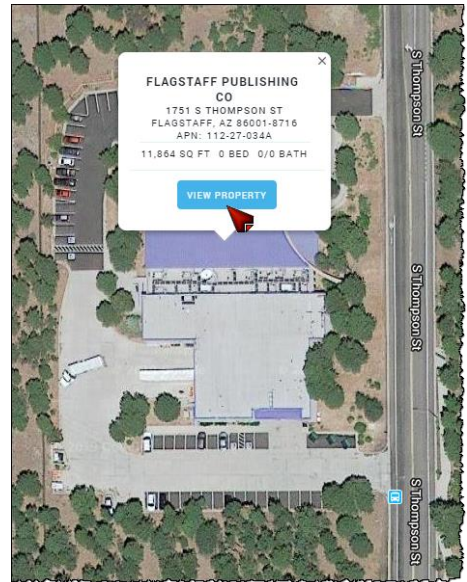 FLAGSTAFF PUBLISHING
CO
1751 S THOMPSON ST
FLAGSTAFF, AZ 86001-8716
APN: 112-27-034A
11,864 SQ FT 0 BED 0/0 BATH
VIEW PROPERTY
S Thompson St
S Thompson St
S Thompson St